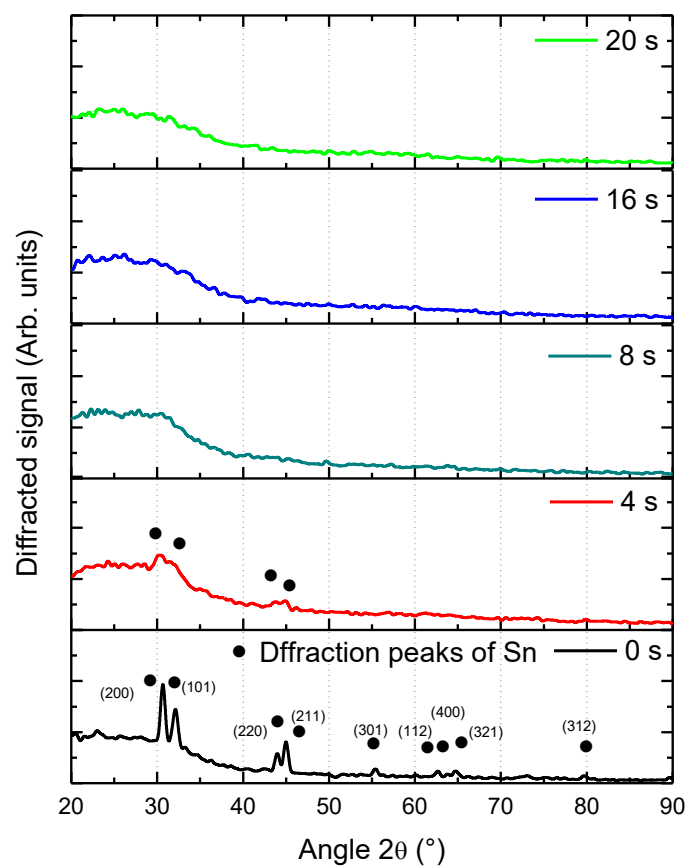 20 s
16 s
8 s
4 s
Dffraction peaks of Sn
0 s
(200)
(101)
(220)
(211)
(301)
(112)
(400)
(321)
(312)
20 30 40 50 60 70 80 90
Angle 2θ (°)
Diffracted signal (Arb. units)